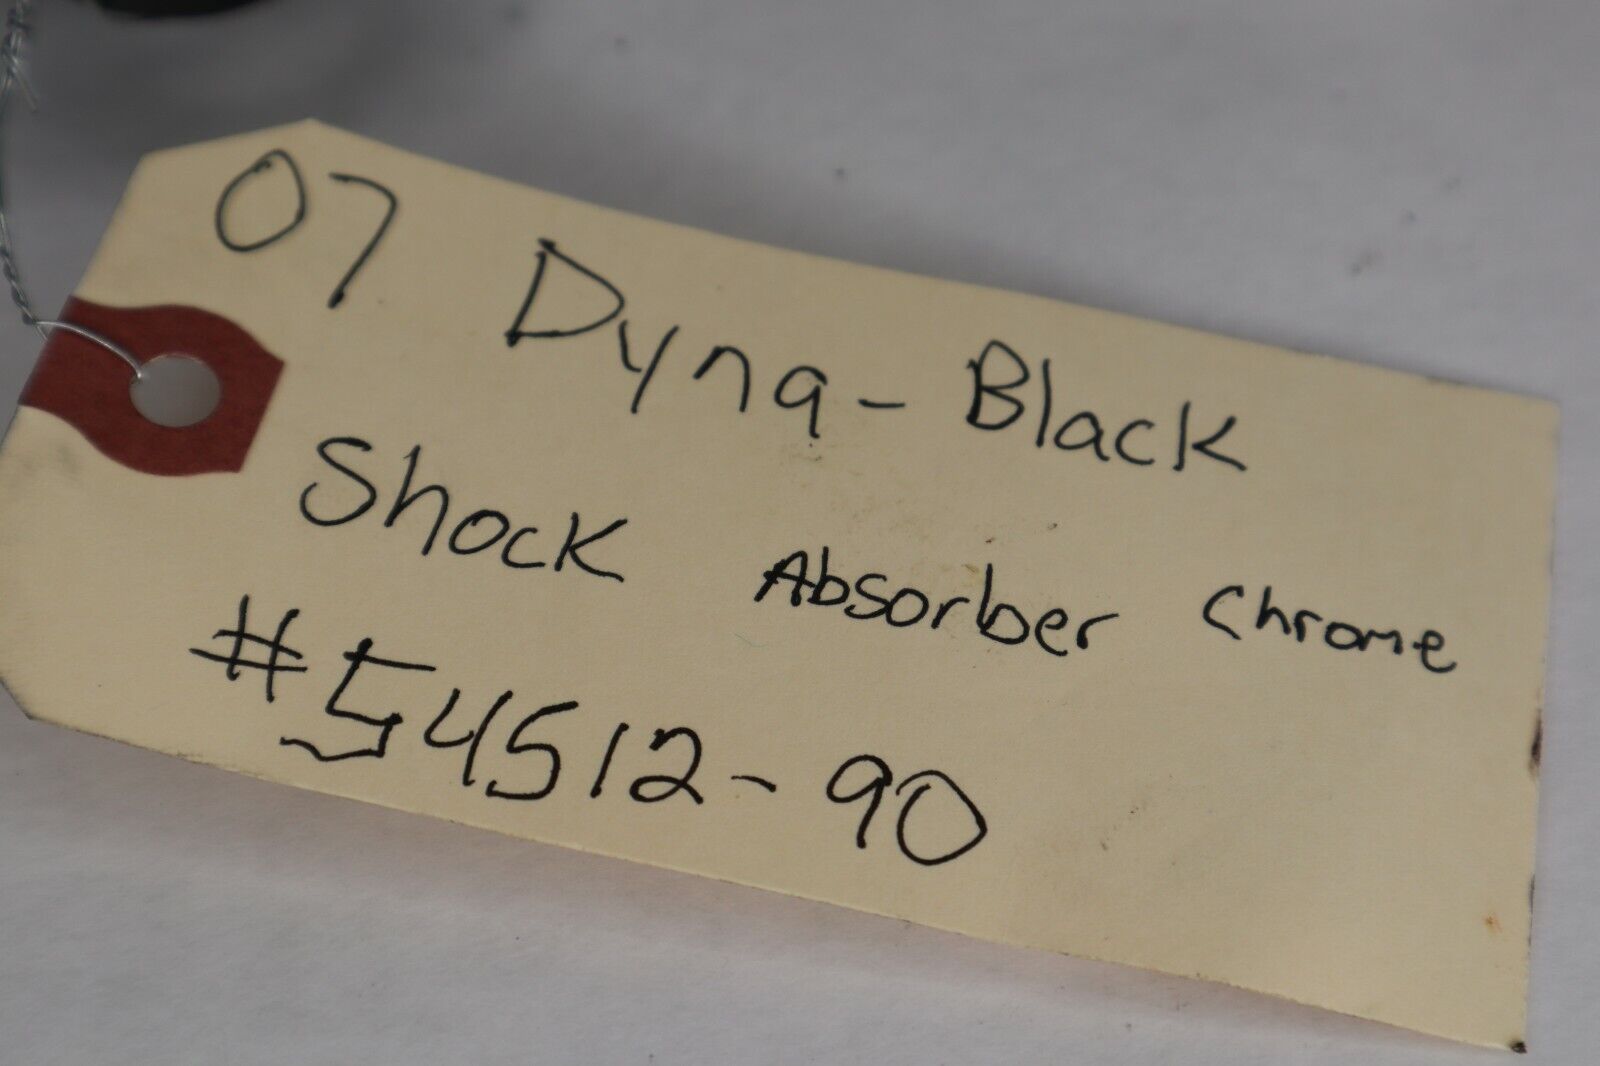 07 Dyna-Black
Shock Absorber Chrome
#54512-90